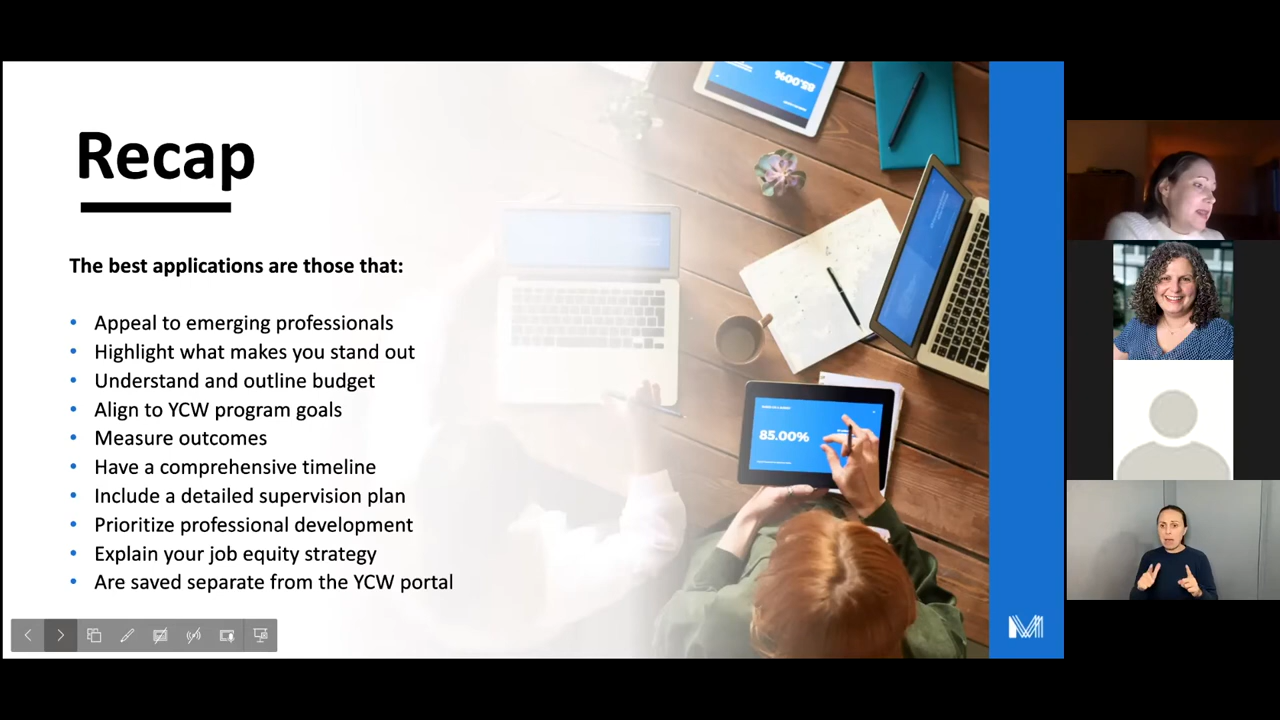 Recap
The best applications are those that:
• Appeal to emerging professionals
• Highlight what makes you stand out
• Understand and outline budget
• Align to YCW program goals
• Measure outcomes
• Have a comprehensive timeline
• Include a detailed supervision plan
• Prioritize professional development
• Explain your job equity strategy
• Are saved separate from the YCW portal
85.00%
85.00%
M